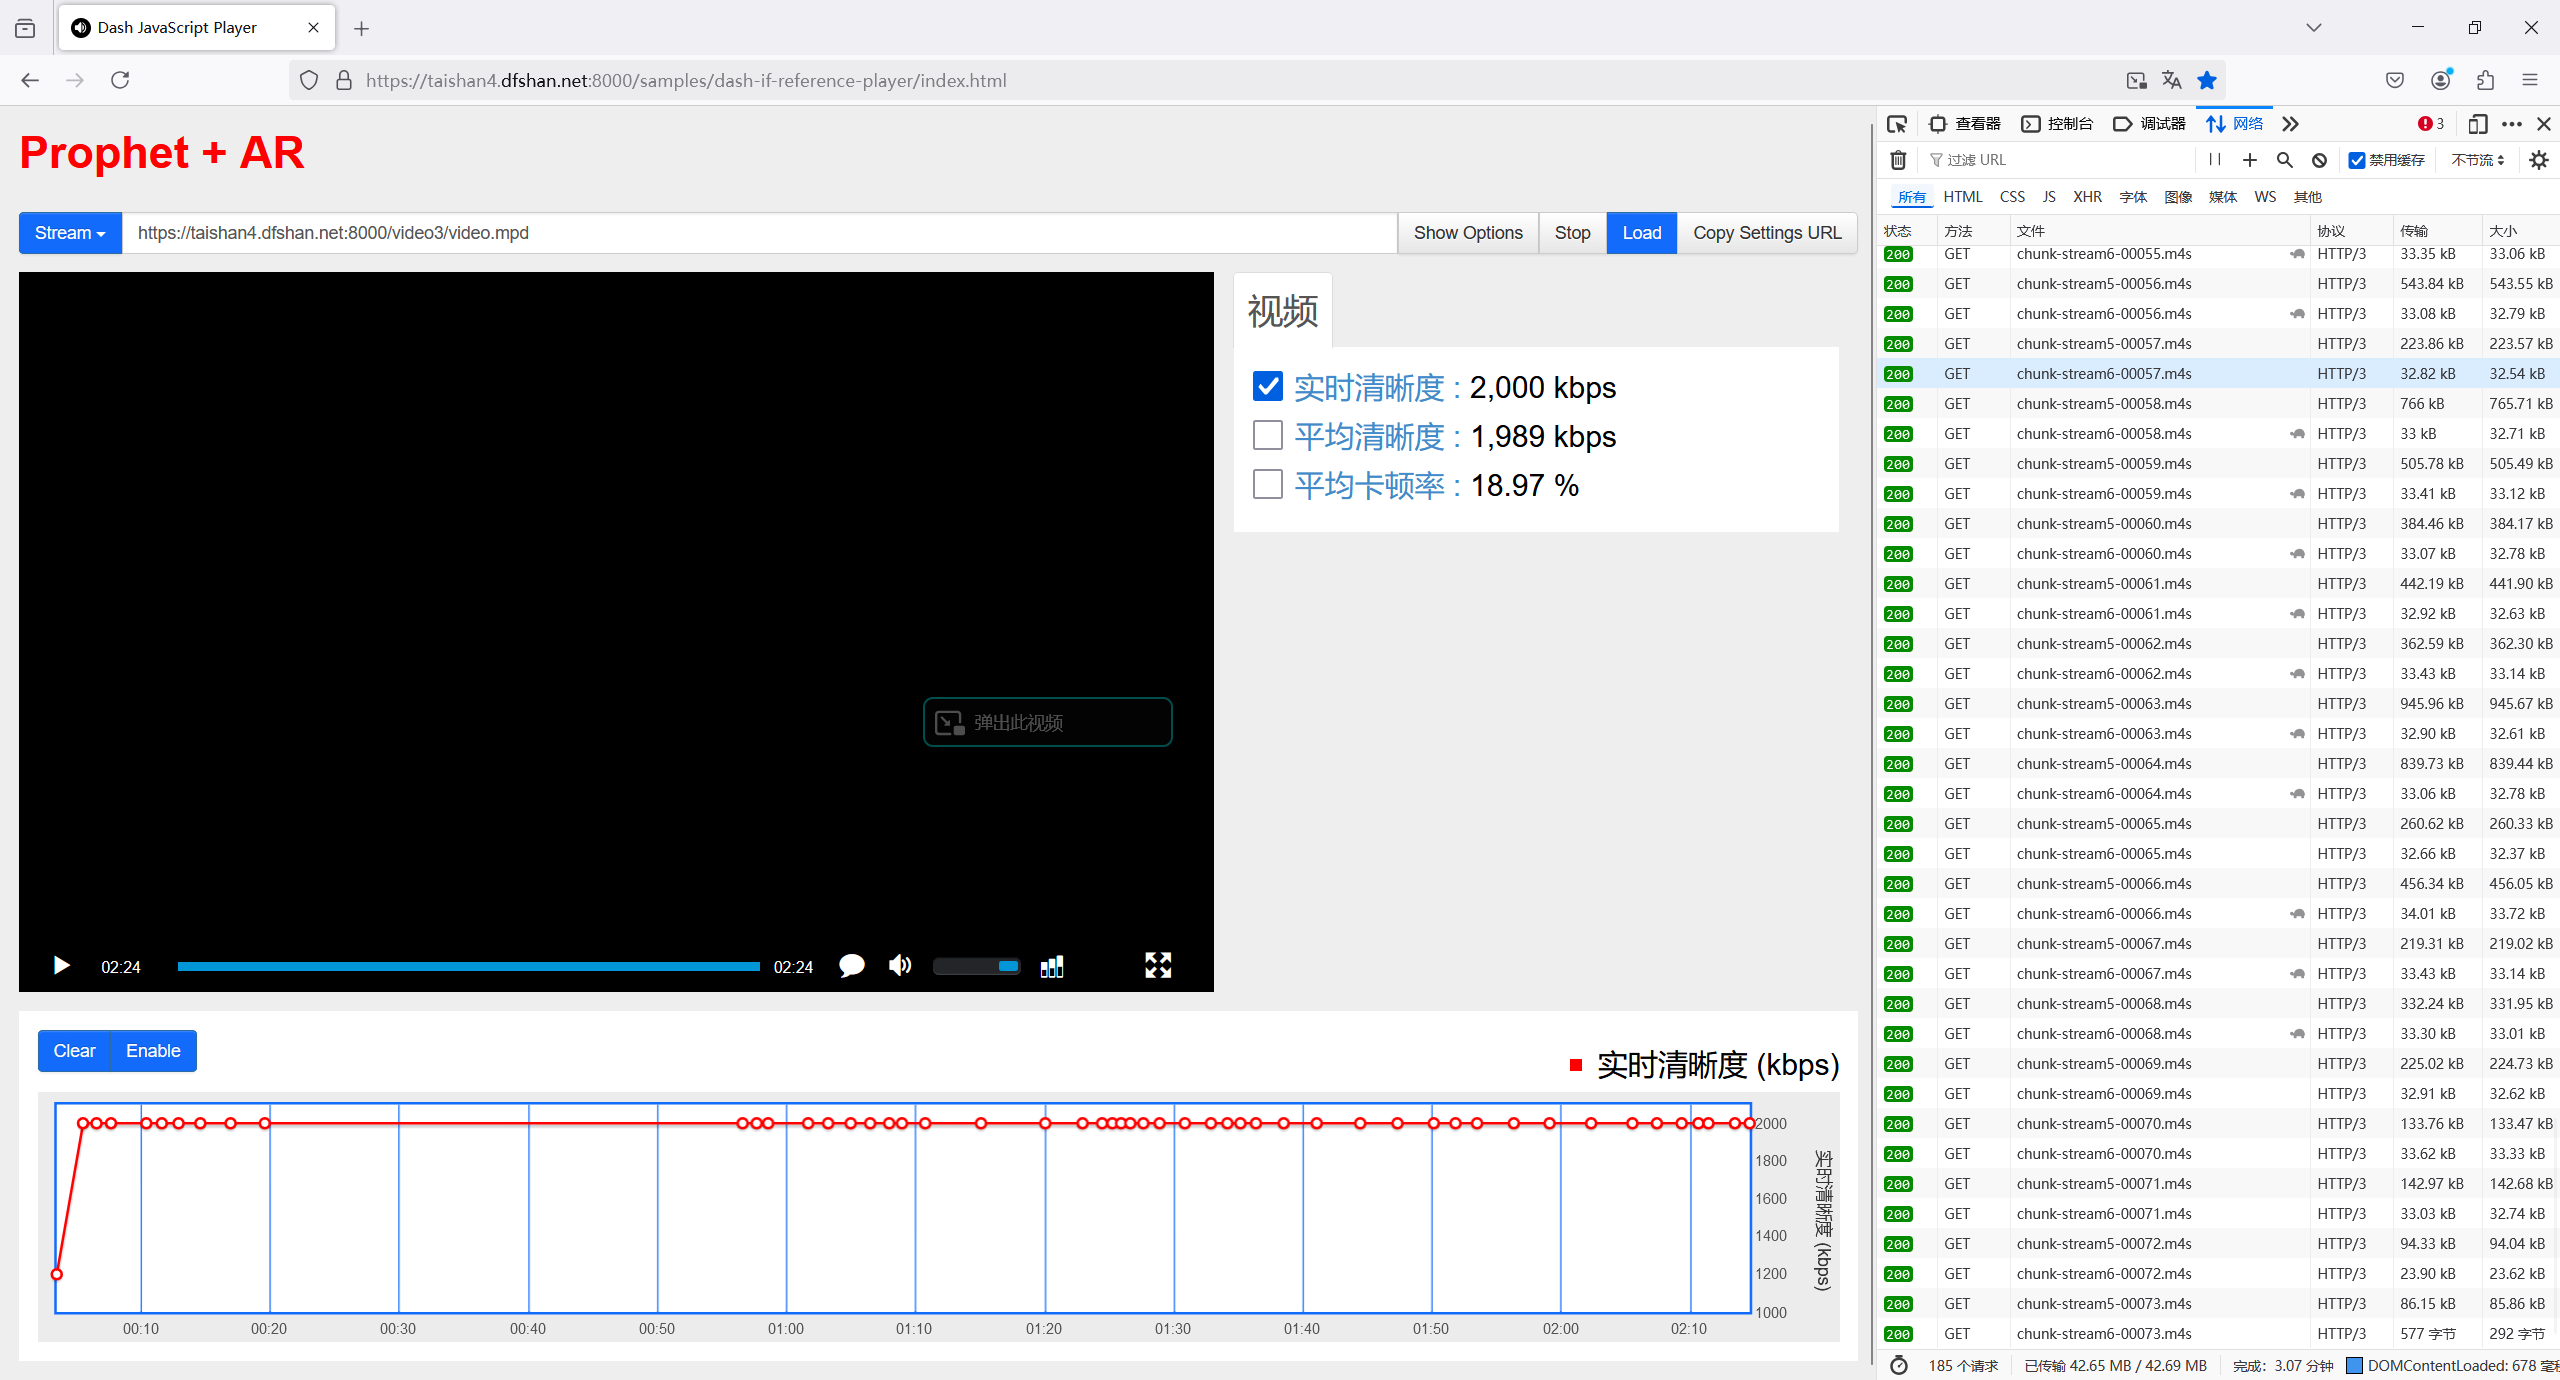 Dash JavaScript Player
https://taishan4.dfshan.net:8000/samples/dash-if-reference-player/index.html
Prophet + AR
Stream
https://taishan4.dfshan.net:8000/video3/video.mpd
Show Options
Stop
Load
Copy Settings URL
视频
实时清晰度 : 2,000 kbps
平均清晰度 : 1,989 kbps
平均卡顿率 : 18.97 %
弹出此视频
02:24
02:24
Clear
Enable
实时清晰度 (kbps)
2000
1800
1600
1400
1200
1000
实时清晰度 (kbps)
00:10 00:20 00:30 00:40 00:50 01:00 01:10 01:20 01:30 01:40 01:50 02:00 02:10
查看器 控制台 调试器 网络 3
过滤 URL 禁用缓存 不节流
所有 HTML CSS JS XHR 字体 图像 媒体 WS 其他
状态 方法 文件 协议 传输 大小
200 GET chunk-stream6-00055.m4s HTTP/3 33.35 kB 33.06 kB
200 GET chunk-stream5-00056.m4s HTTP/3 543.84 kB 543.55 kB
200 GET chunk-stream6-00056.m4s HTTP/3 33.08 kB 32.79 kB
200 GET chunk-stream5-00057.m4s HTTP/3 223.86 kB 223.57 kB
200 GET chunk-stream6-00057.m4s HTTP/3 32.82 kB 32.54 kB
200 GET chunk-stream5-00058.m4s HTTP/3 766 kB 765.71 kB
200 GET chunk-stream6-00058.m4s HTTP/3 33 kB 32.71 kB
200 GET chunk-stream5-00059.m4s HTTP/3 505.78 kB 505.49 kB
200 GET chunk-stream6-00059.m4s HTTP/3 33.41 kB 33.12 kB
200 GET chunk-stream5-00060.m4s HTTP/3 384.46 kB 384.17 kB
200 GET chunk-stream6-00060.m4s HTTP/3 33.07 kB 32.78 kB
200 GET chunk-stream5-00061.m4s HTTP/3 442.19 kB 441.90 kB
200 GET chunk-stream6-00061.m4s HTTP/3 32.92 kB 32.63 kB
200 GET chunk-stream5-00062.m4s HTTP/3 362.59 kB 362.30 kB
200 GET chunk-stream6-00062.m4s HTTP/3 33.43 kB 33.14 kB
200 GET chunk-stream5-00063.m4s HTTP/3 945.96 kB 945.67 kB
200 GET chunk-stream6-00063.m4s HTTP/3 32.90 kB 32.61 kB
200 GET chunk-stream5-00064.m4s HTTP/3 839.73 kB 839.44 kB
200 GET chunk-stream6-00064.m4s HTTP/3 33.06 kB 32.78 kB
200 GET chunk-stream5-00065.m4s HTTP/3 260.62 kB 260.33 kB
200 GET chunk-stream6-00065.m4s HTTP/3 32.66 kB 32.37 kB
200 GET chunk-stream5-00066.m4s HTTP/3 456.34 kB 456.05 kB
200 GET chunk-stream6-00066.m4s HTTP/3 34.01 kB 33.72 kB
200 GET chunk-stream5-00067.m4s HTTP/3 219.31 kB 219.02 kB
200 GET chunk-stream6-00067.m4s HTTP/3 33.43 kB 33.14 kB
200 GET chunk-stream5-00068.m4s HTTP/3 332.24 kB 331.95 kB
200 GET chunk-stream6-00068.m4s HTTP/3 33.30 kB 33.01 kB
200 GET chunk-stream5-00069.m4s HTTP/3 225.02 kB 224.73 kB
200 GET chunk-stream6-00069.m4s HTTP/3 32.91 kB 32.62 kB
200 GET chunk-stream5-00070.m4s HTTP/3 133.76 kB 133.47 kB
200 GET chunk-stream6-00070.m4s HTTP/3 33.62 kB 33.33 kB
200 GET chunk-stream5-00071.m4s HTTP/3 142.97 kB 142.68 kB
200 GET chunk-stream6-00071.m4s HTTP/3 33.03 kB 32.74 kB
200 GET chunk-stream5-00072.m4s HTTP/3 94.33 kB 94.04 kB
200 GET chunk-stream6-00072.m4s HTTP/3 23.90 kB 23.62 kB
200 GET chunk-stream5-00073.m4s HTTP/3 86.15 kB 85.86 kB
200 GET chunk-stream6-00073.m4s HTTP/3 577 字节 292 字节
185 个请求 已传输 42.65 MB / 42.69 MB 完成：3.07 分钟 DOMContentLoaded: 678